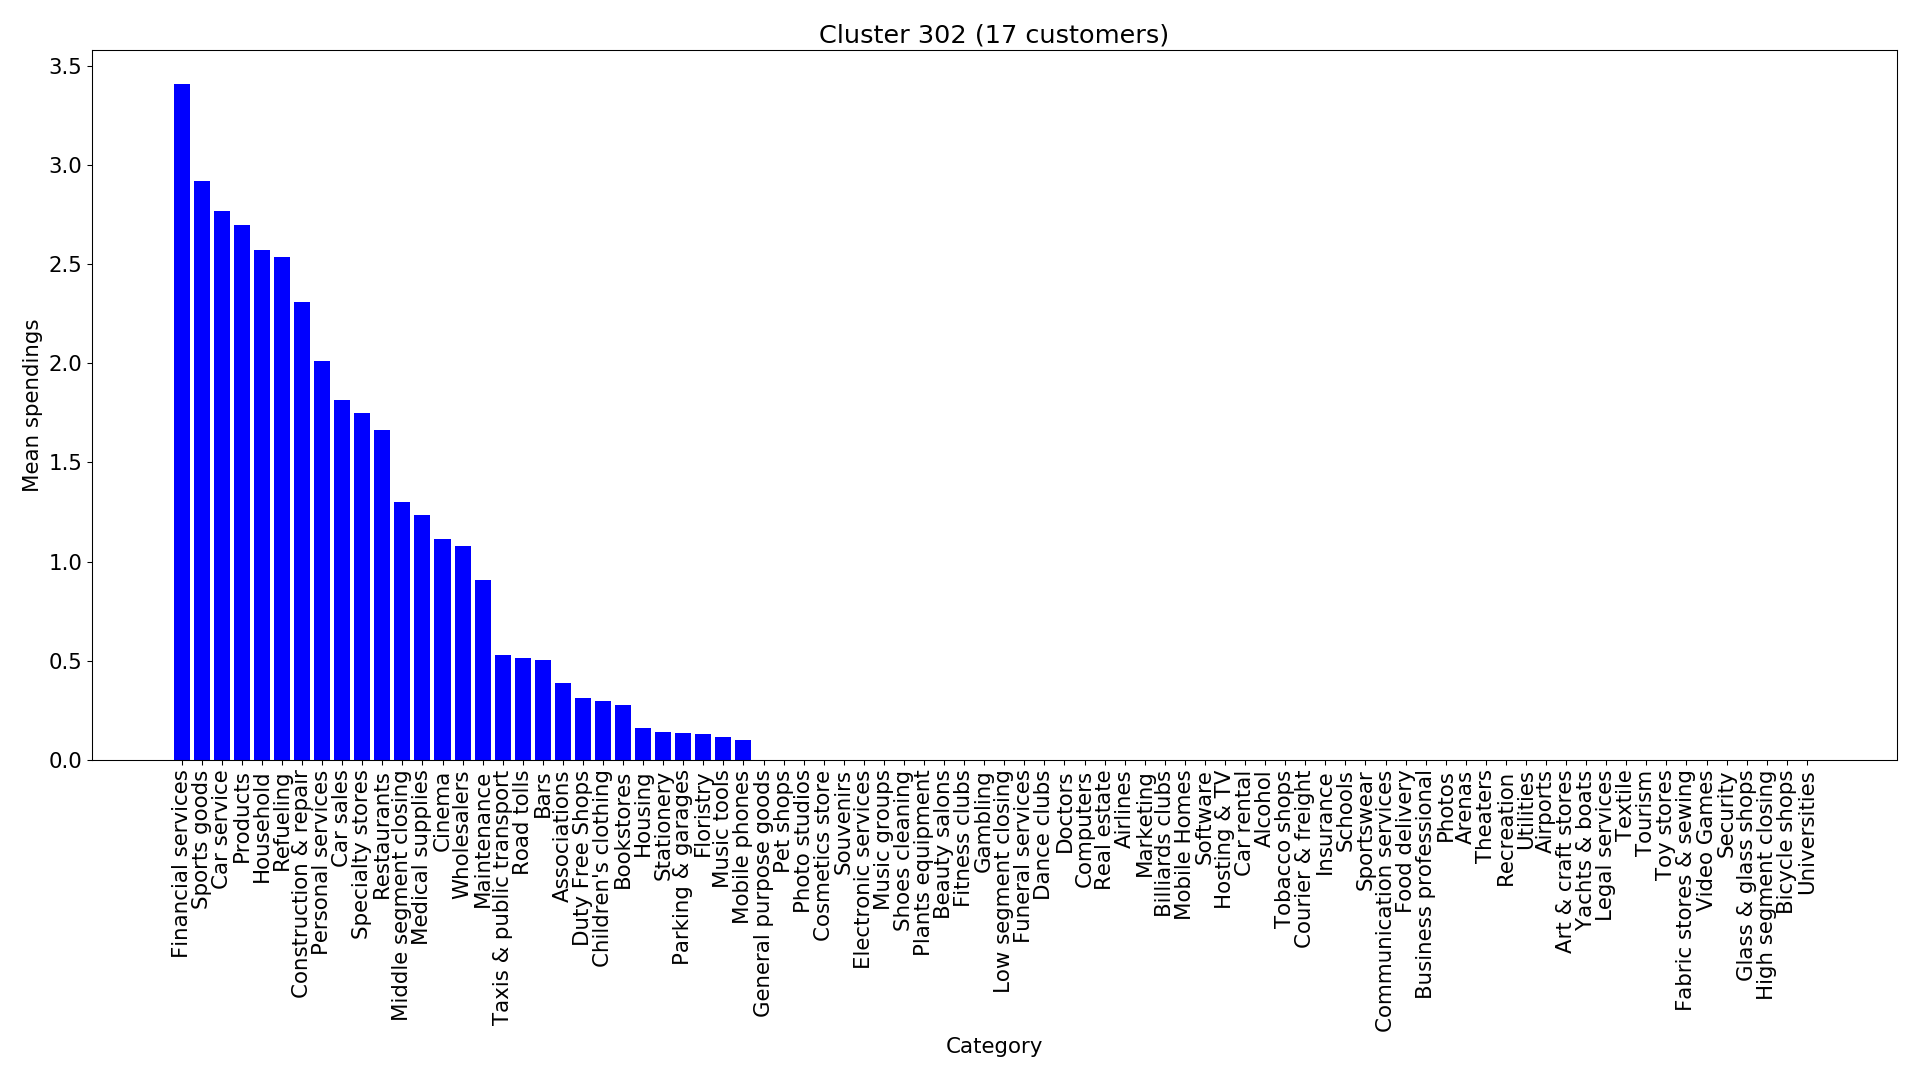 Cluster 302 (17 customers)
Mean spendings
3.5
3.0
2.5
2.0
1.5
1.0
0.5
0.0
Financial services
Sports goods
Car service
Products
Household
Refueling
Construction & repair
Personal services
Car sales
Specialty stores
Restaurants
Middle segment closing
Medical supplies
Cinema
Wholesalers
Maintenance
Taxis & public transport
Road tolls
Bars
Associations
Duty Free Shops
Children's clothing
Bookstores
Housing
Stationery
Parking & garages
Floristry
Music tools
Mobile phones
General purpose goods
Pet shops
Photo studios
Cosmetics store
Souvenirs
Electronic services
Music groups
Shoes cleaning
Plants equipment
Beauty salons
Fitness clubs
Gambling
Low segment closing
Funeral services
Dance clubs
Doctors
Computers
Real estate
Airlines
Marketing
Billiards clubs
Mobile Homes
Software
Hosting & TV
Car rental
Alcohol
Tobacco shops
Courier & freight
Insurance
Schools
Sportswear
Communication services
Food delivery
Business professional
Photos
Arenas
Theaters
Recreation
Utilities
Airports
Art & craft stores
Yachts & boats
Legal services
Textile
Tourism
Toy stores
Fabric stores & sewing
Video Games
Security
Glass & glass shops
High segment closing
Bicycle shops
Universities
Category